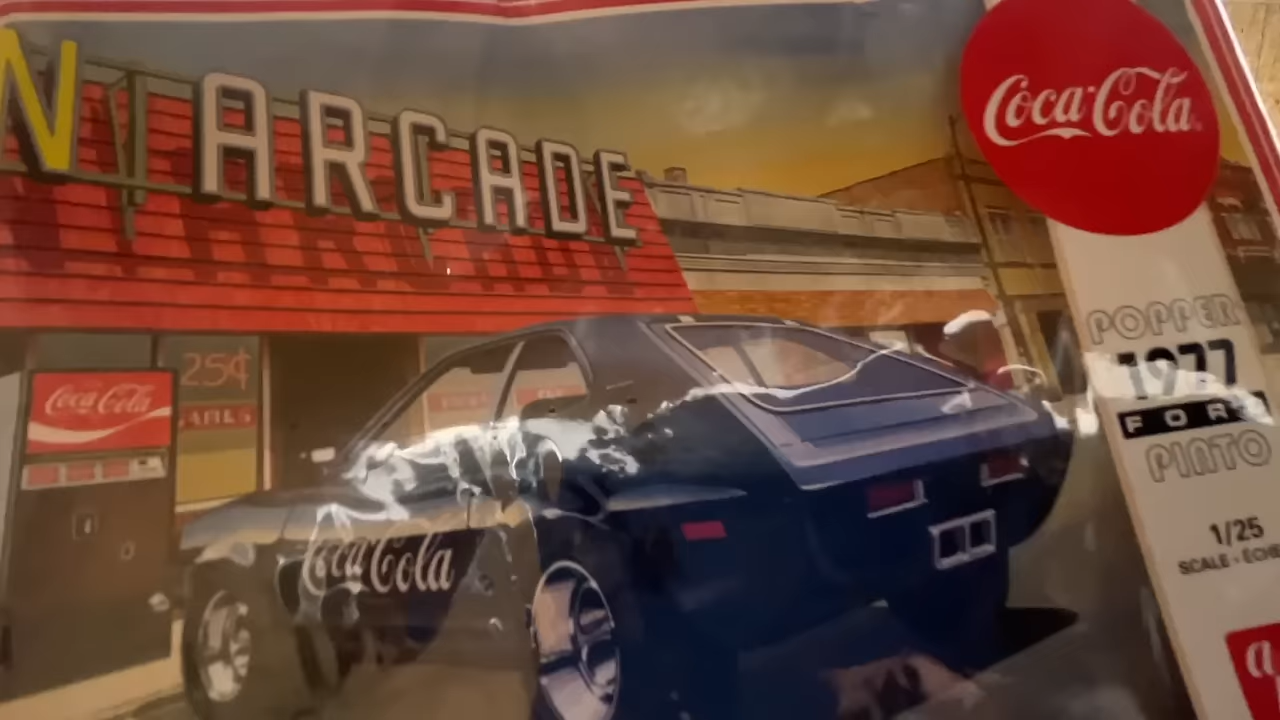 N ARCADE
Coca-Cola
25¢
Coca-Cola
Coca-Cola
POPPER
1977
FORD
PINTO
1/25
SCALE